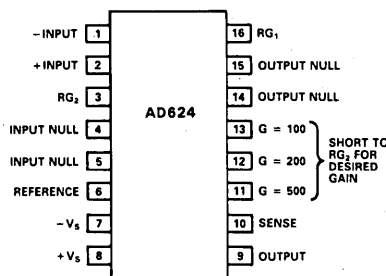 −INPUT 1
+INPUT 2
RG₂ 3
INPUT NULL 4
INPUT NULL 5
REFERENCE 6
−Vₛ 7
+Vₛ 8
AD624
16 RG₁
15 OUTPUT NULL
14 OUTPUT NULL
13 G = 100
12 G = 200
11 G = 500
10 SENSE
9 OUTPUT
SHORT TO
RG₂ FOR
DESIRED
GAIN